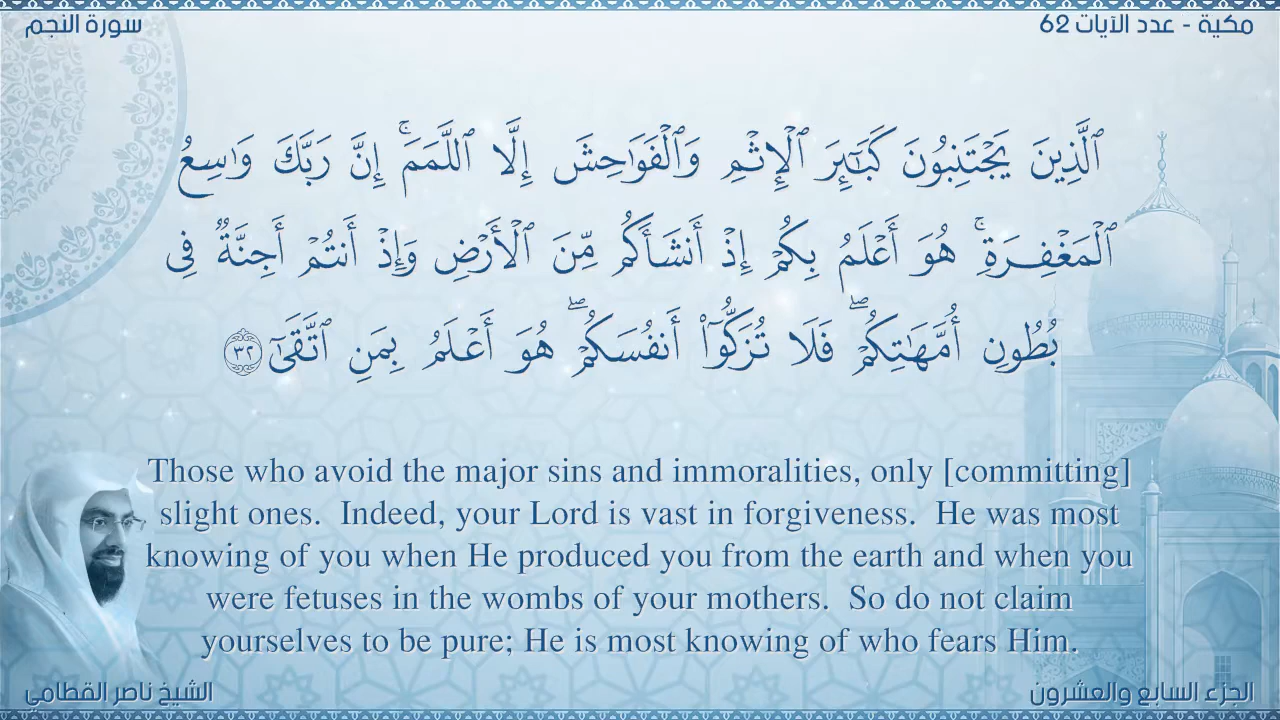 سورة النجم
مكية - عدد الآيات 62
ٱلَّذِينَ يَجْتَنِبُونَ كَبَـٰٓئِرَ ٱلْإِثْمِ وَٱلْفَوَٰحِشَ إِلَّا ٱللَّمَمَ ۚ إِنَّ رَبَّكَ وَٰسِعُ
ٱلْمَغْفِرَةِ ۚ هُوَ أَعْلَمُ بِكُمْ إِذْ أَنشَأَكُم مِّنَ ٱلْأَرْضِ وَإِذْ أَنتُمْ أَجِنَّةٌ فِى
بُطُونِ أُمَّهَـٰتِكُمْ ۖ فَلَا تُزَكُّوٓا۟ أَنفُسَكُمْ ۖ هُوَ أَعْلَمُ بِمَنِ ٱتَّقَىٰٓ ٣٢
Those who avoid the major sins and immoralities, only [committing]
slight ones.  Indeed, your Lord is vast in forgiveness.  He was most
knowing of you when He produced you from the earth and when you
were fetuses in the wombs of your mothers.  So do not claim
yourselves to be pure; He is most knowing of who fears Him.
الشيخ ناصر القطامي
الجزء السابع والعشرون